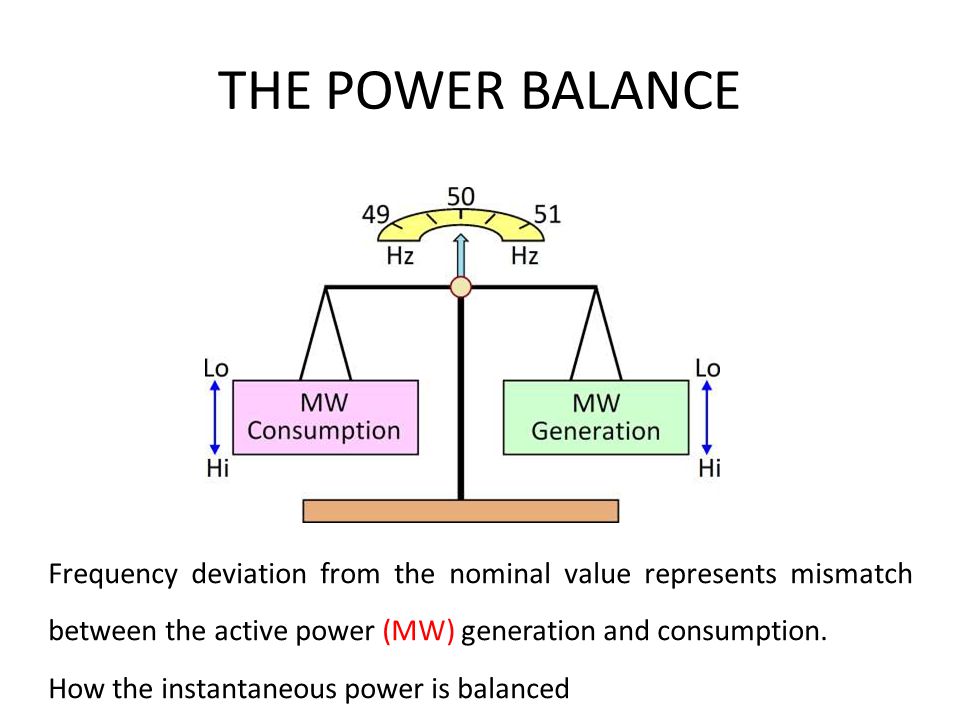 THE POWER BALANCE
50
49 51
Hz Hz
Lo Lo
MW MW
Consumption Generation
Hi Hi
Frequency deviation from the nominal value represents mismatch
between the active power (MW) generation and consumption.
How the instantaneous power is balanced